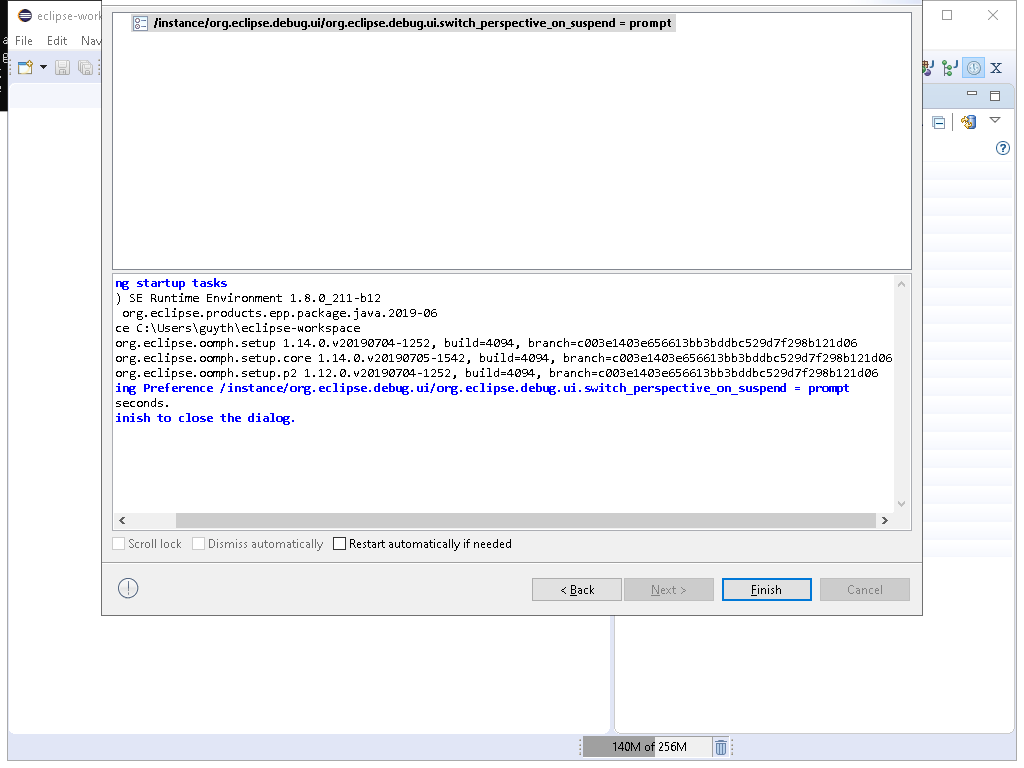 eclipse-work
/instance/org.eclipse.debug.ui/org.eclipse.debug.ui.switch_perspective_on_suspend = prompt
File Edit Nav
ng startup tasks
) SE Runtime Environment 1.8.0_211-b12
org.eclipse.products.epp.package.java.2019-06
ce C:\Users\guyth\eclipse-workspace
org.eclipse.oomph.setup 1.14.0.v20190704-1252, build=4094, branch=c003e1403e656613bb3bddbc529d7f298b121d06
org.eclipse.oomph.setup.core 1.14.0.v20190705-1542, build=4094, branch=c003e1403e656613bb3bddbc529d7f298b121d06
org.eclipse.oomph.setup.p2 1.12.0.v20190704-1252, build=4094, branch=c003e1403e656613bb3bddbc529d7f298b121d06
ing Preference /instance/org.eclipse.debug.ui/org.eclipse.debug.ui.switch_perspective_on_suspend = prompt
seconds.
inish to close the dialog.
Scroll lock Dismiss automatically Restart automatically if needed
< Back Next > Finish Cancel
140M of 256M